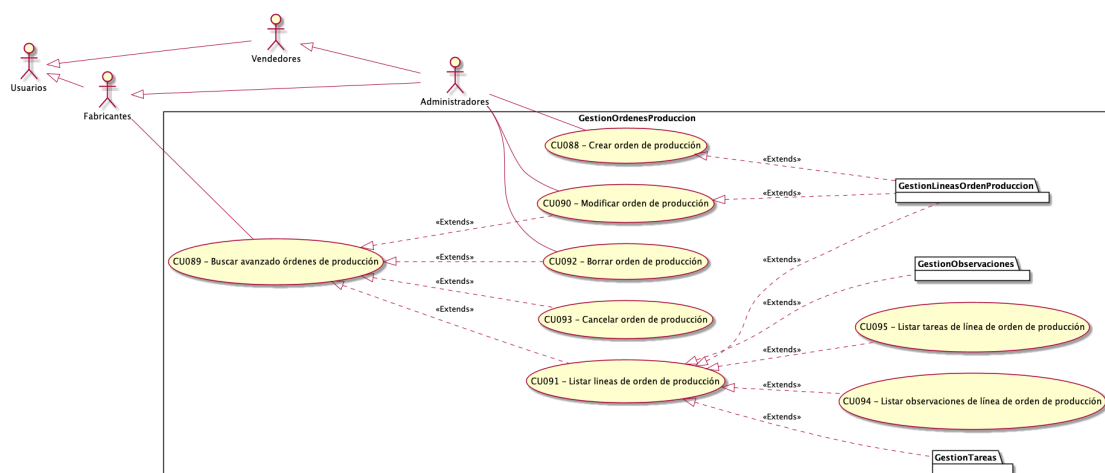 Vendedores
Usuarios
Fabricantes
Administradores
GestionOrdenesProduccion
CU088 - Crear orden de producción
«Extends»
GestionLineasOrdenProduccion
«Extends»
CU090 - Modificar orden de producción
«Extends»
CU089 - Buscar avanzado órdenes de producción
«Extends»
CU092 - Borrar orden de producción
«Extends»
GestionObservaciones
«Extends»
CU093 - Cancelar orden de producción
«Extends»
«Extends»
CU095 - Listar tareas de línea de orden de producción
«Extends»
CU091 - Listar lineas de orden de producción
«Extends»
CU094 - Listar observaciones de línea de orden de producción
«Extends»
GestionTareas